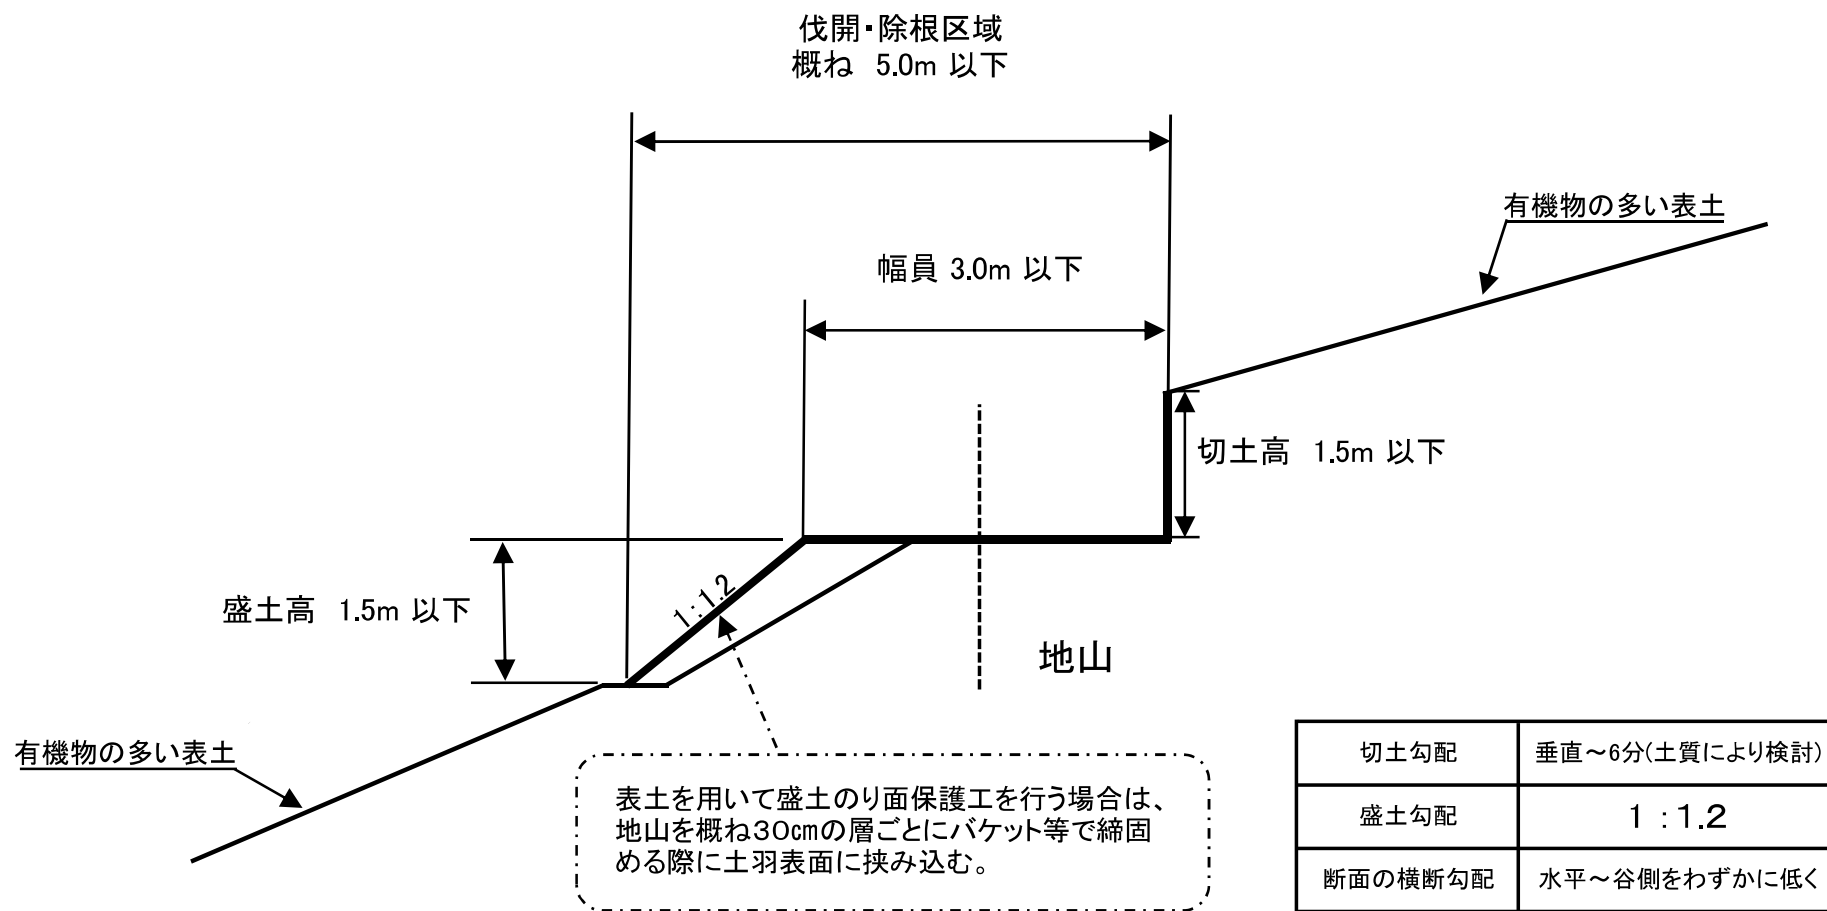 伐開・除根区域
概ね 5.0m 以下
有機物の多い表土
幅員 3.0m 以下
切土高 1.5m 以下
盛土高 1.5m 以下
1:1.2
地山
有機物の多い表土
表土を用いて盛土のり面保護工を行う場合は、
地山を概ね30cmの層ごとにバケット等で締固
める際に土羽表面に挟み込む。
切土勾配 垂直～6分(土質により検討)
盛土勾配 1:1.2
断面の横断勾配 水平～谷側をわずかに低く